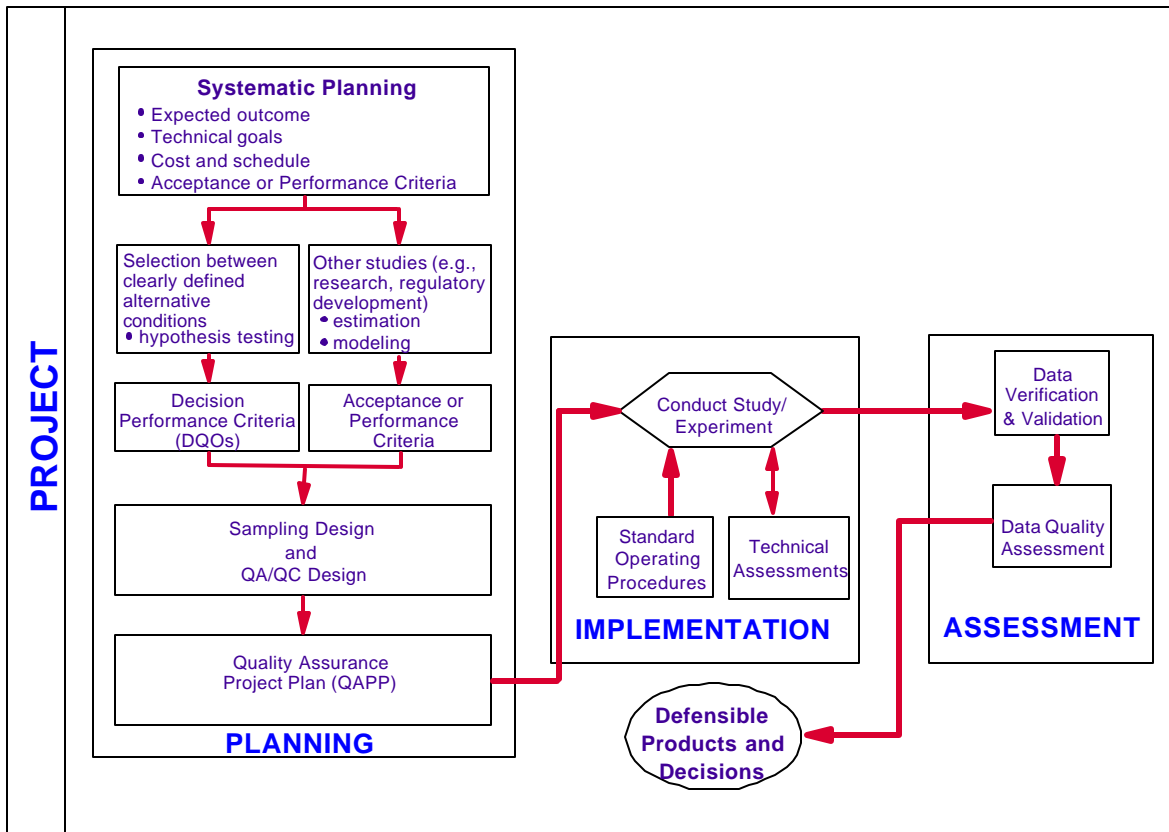 PROJECT
Systematic Planning
• Expected outcome
• Technical goals
• Cost and schedule
• Acceptance or Performance Criteria
Selection between
clearly defined
alternative
conditions
• hypothesis testing
Other studies (e.g.,
research, regulatory
development)
• estimation
• modeling
Decision
Performance Criteria
(DQOs)
Acceptance or
Performance
Criteria
Sampling Design
and
QA/QC Design
Quality Assurance
Project Plan (QAPP)
PLANNING
Conduct Study/
Experiment
Standard
Operating
Procedures
Technical
Assessments
IMPLEMENTATION
Data
Verification
& Validation
Data Quality
Assessment
ASSESSMENT
Defensible
Products and
Decisions